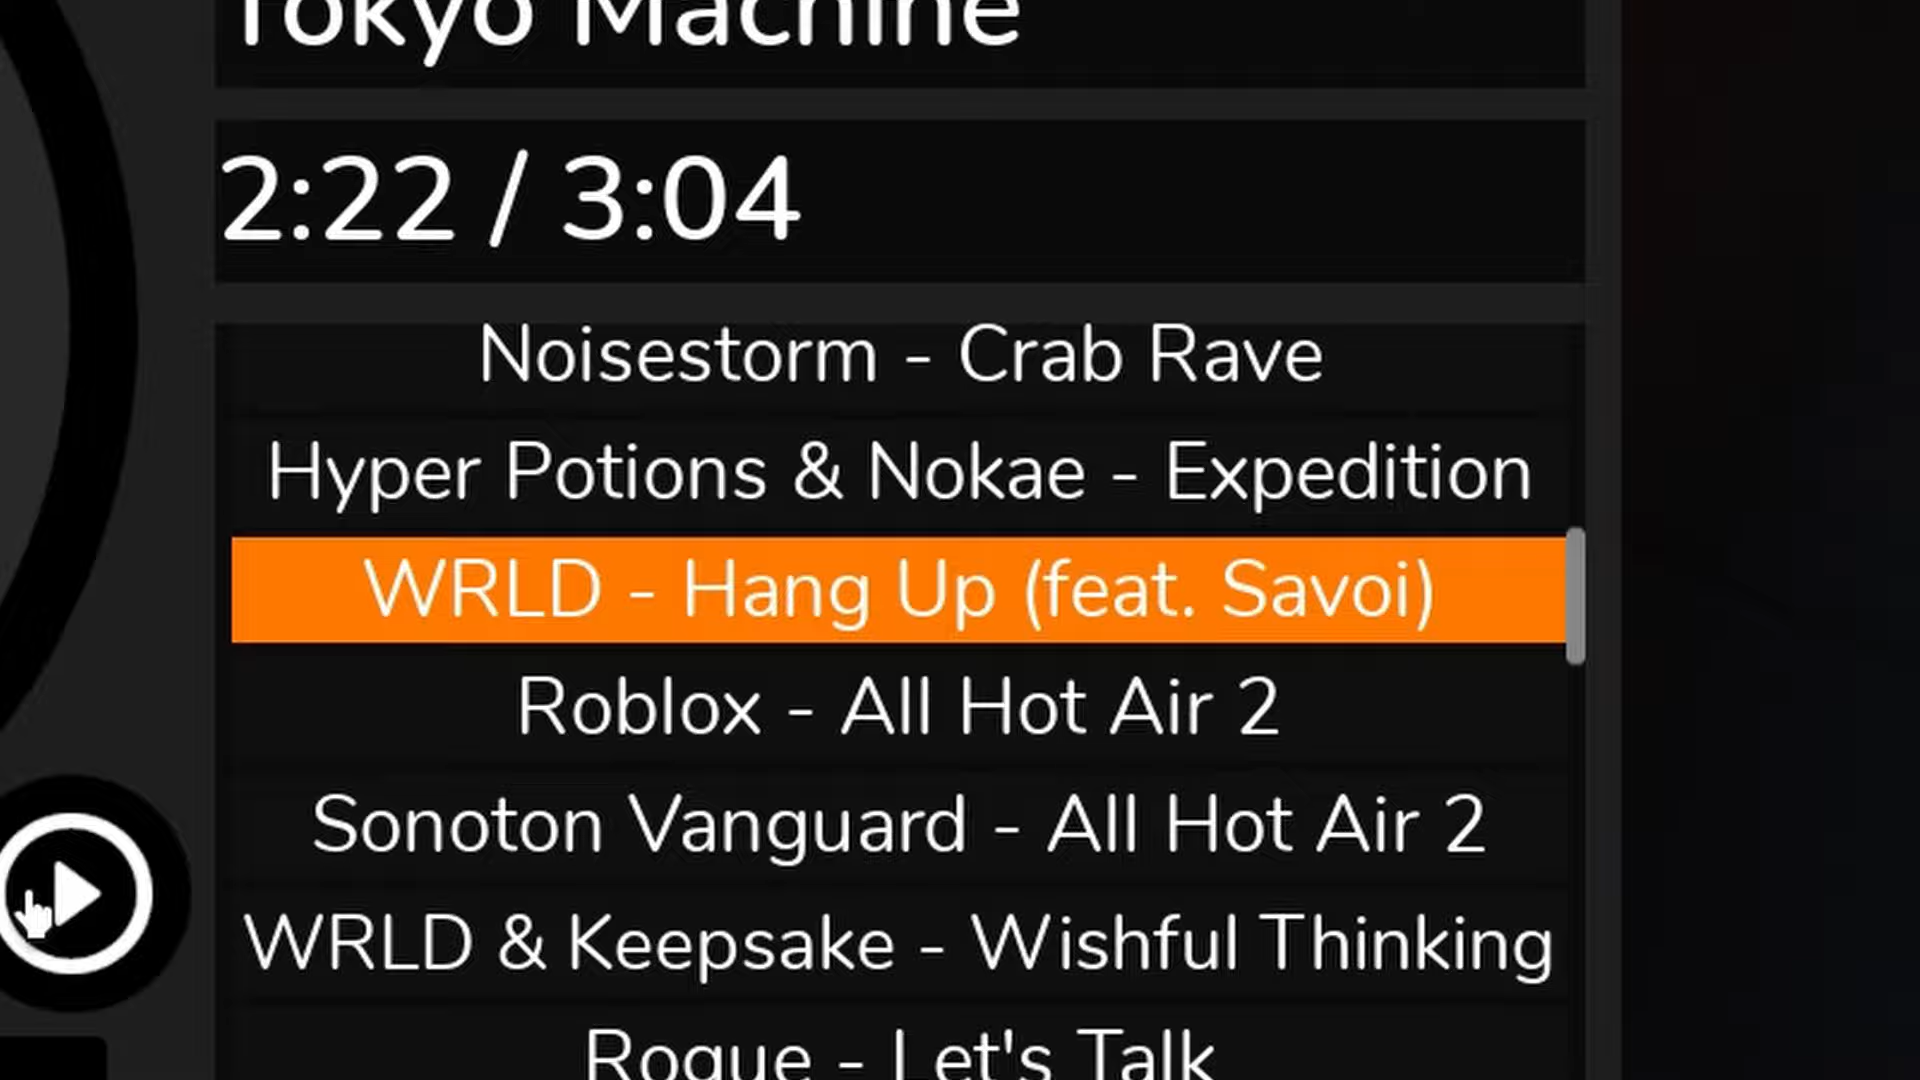 Tokyo Machine
2:22 / 3:04
Noisestorm - Crab Rave
Hyper Potions & Nokae - Expedition
WRLD - Hang Up (feat. Savoi)
Roblox - All Hot Air 2
Sonoton Vanguard - All Hot Air 2
WRLD & Keepsake - Wishful Thinking
Rogue - Let's Talk